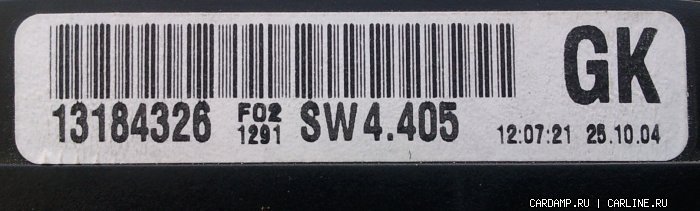 GK
13184326 F02 1291 SW4.405 12:07:21 25.10.04
CARDAMP.RU | CARLINE.RU